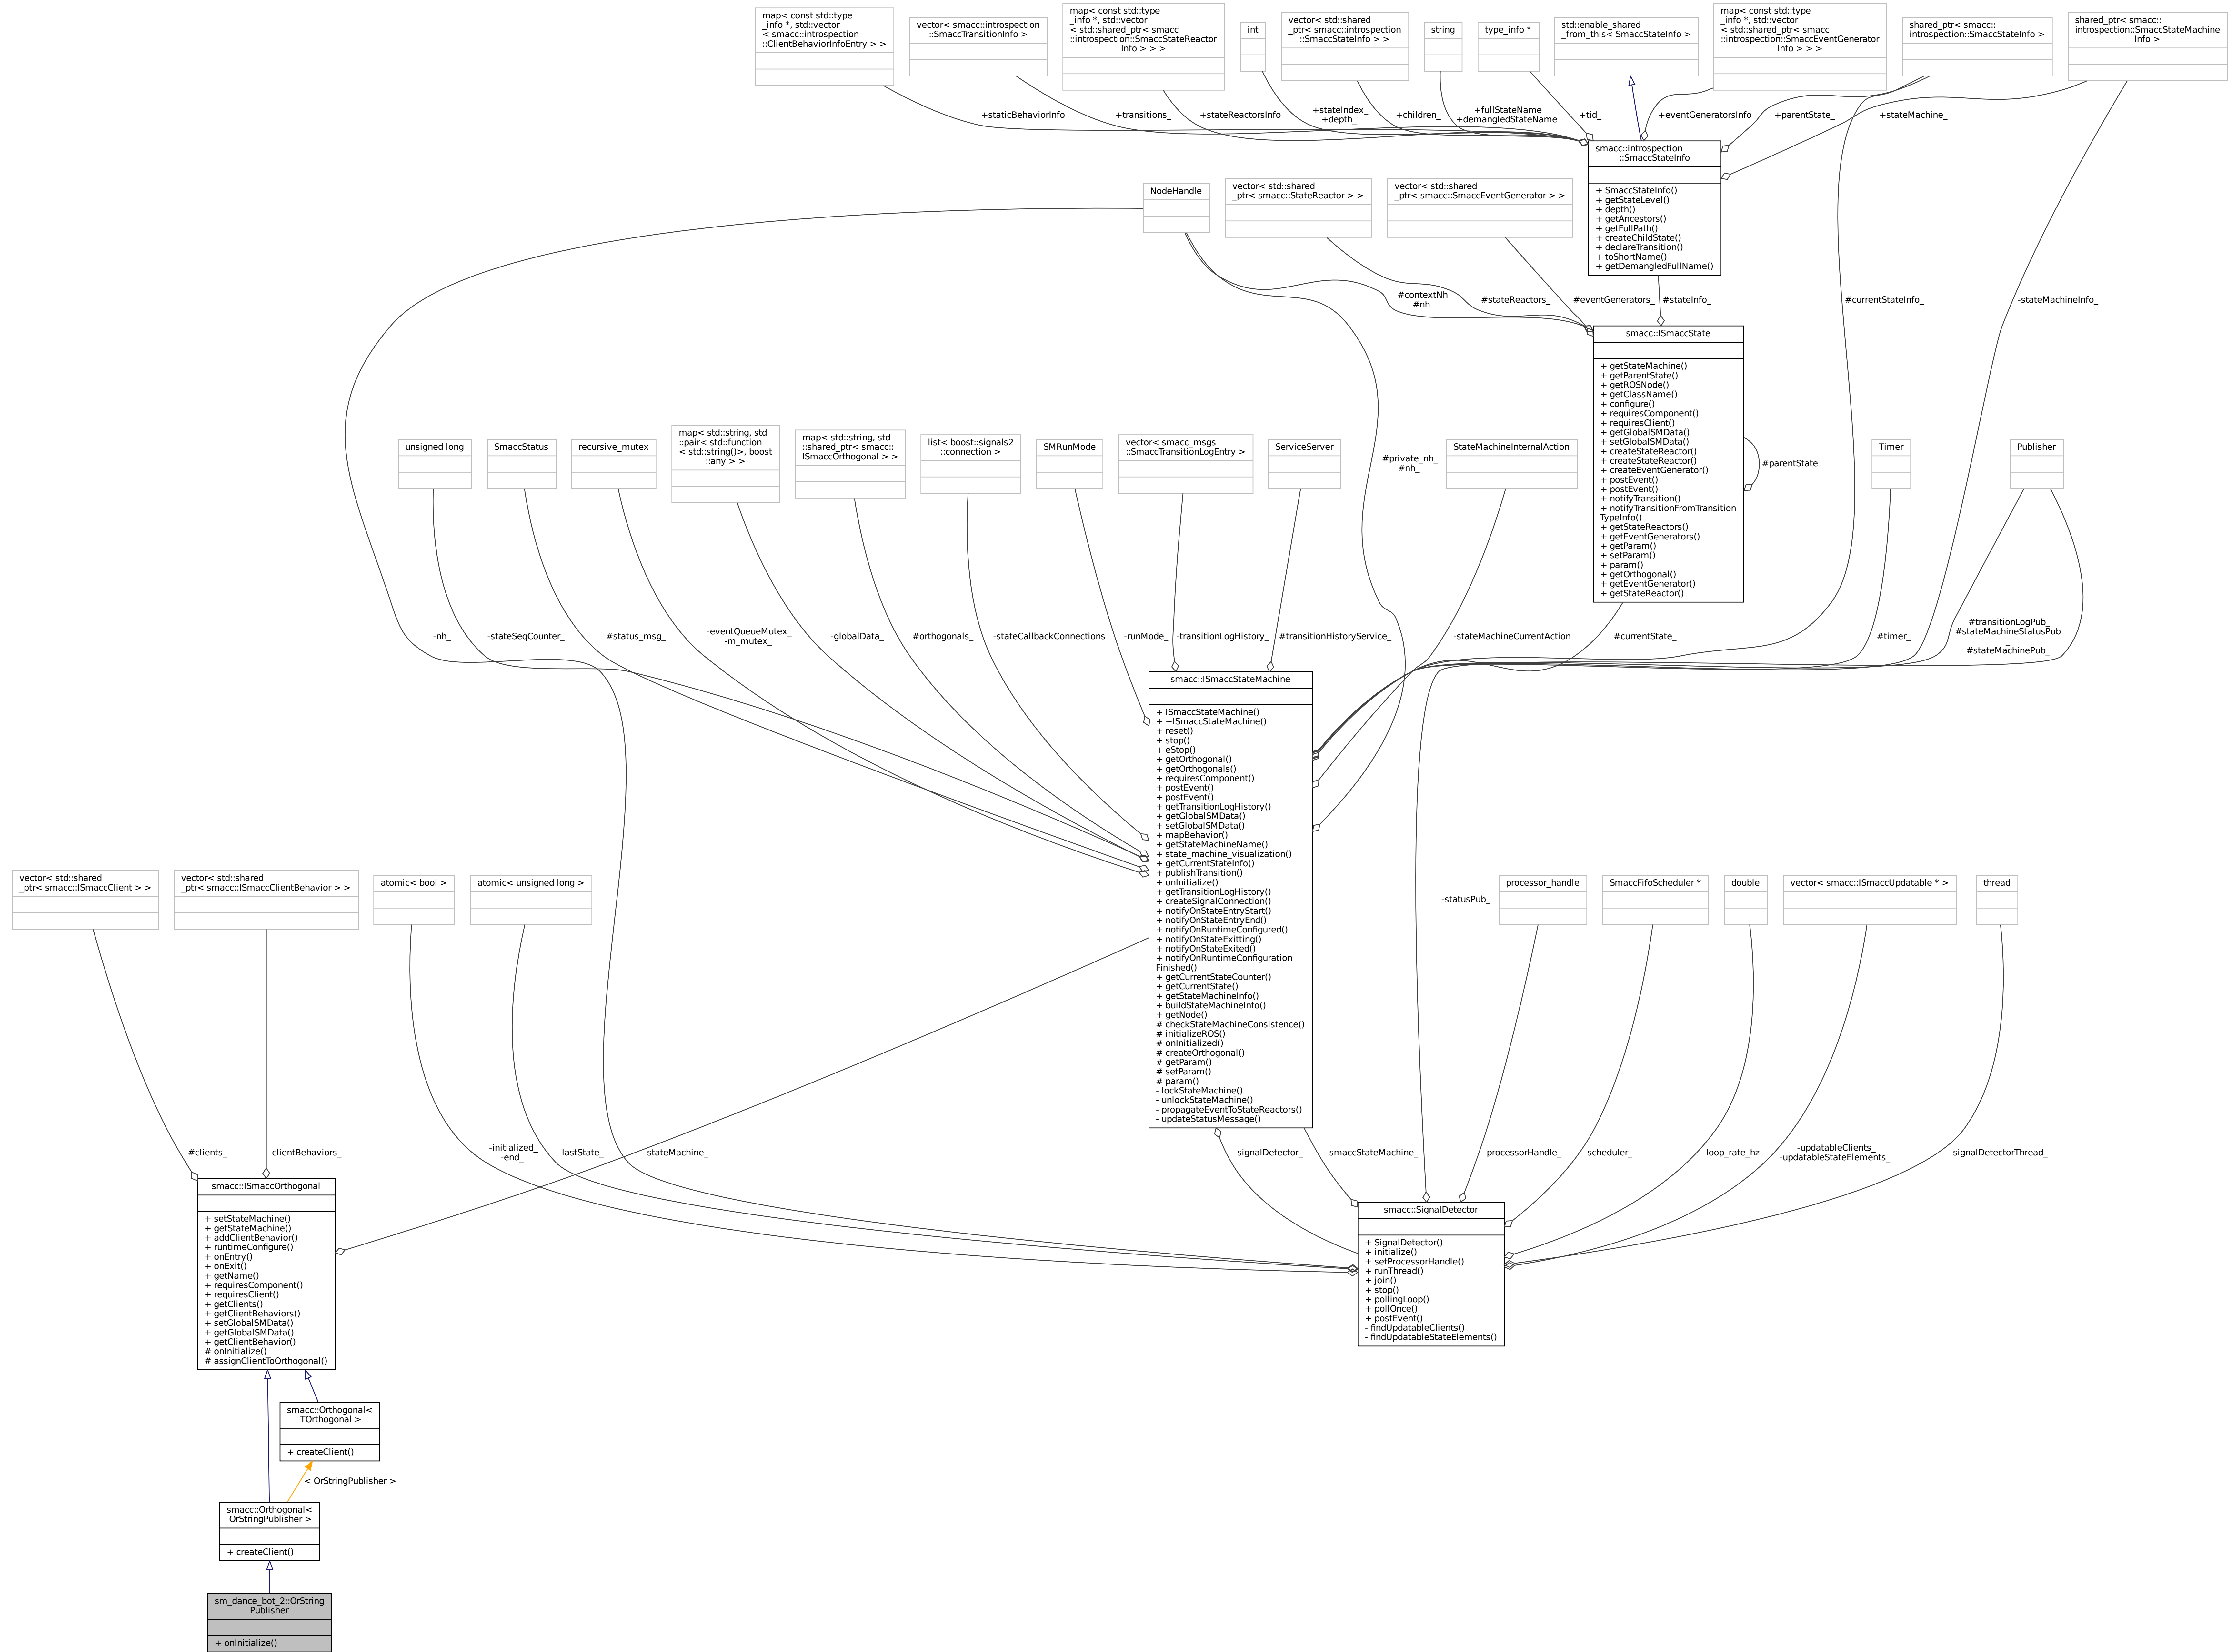 map< const std::type
_info *, std::vector
< smacc::introspection
::ClientBehaviorInfoEntry > >
vector< smacc::introspection
::SmaccTransitionInfo >
map< const std::type
_info *, std::vector
< std::shared_ptr< smacc
::introspection::SmaccStateReactor
Info > > >
int
vector< std::shared
_ptr< smacc::introspection
::SmaccStateInfo > >
string
type_info *
std::enable_shared
_from_this< SmaccStateInfo >
map< const std::type
_info *, std::vector
< std::shared_ptr< smacc
::introspection::SmaccEventGenerator
Info > > >
shared_ptr< smacc::
introspection::SmaccStateInfo >
shared_ptr< smacc::
introspection::SmaccStateMachine
Info >
+staticBehaviorInfo
+transitions_
+stateReactorsInfo
+stateIndex_
+depth_
+children_
+fullStateName
+demangledStateName
+tid_
+eventGeneratorsInfo
+parentState_
+stateMachine_
smacc::introspection
::SmaccStateInfo
+ SmaccStateInfo()
+ getStateLevel()
+ depth()
+ getAncestors()
+ getFullPath()
+ createChildState()
+ declareTransition()
+ toShortName()
+ getDemangledFullName()
NodeHandle
vector< std::shared
_ptr< smacc::StateReactor > >
vector< std::shared
_ptr< smacc::SmaccEventGenerator > >
#contextNh
#nh
#stateReactors_
#eventGenerators_
#stateInfo_
#currentStateInfo_
-stateMachineInfo_
smacc::ISmaccState
+ getStateMachine()
+ getParentState()
+ getROSNode()
+ getClassName()
+ configure()
+ requiresComponent()
+ requiresClient()
+ getGlobalSMData()
+ setGlobalSMData()
+ createStateReactor()
+ createStateReactor()
+ createEventGenerator()
+ postEvent()
+ postEvent()
+ notifyTransition()
+ notifyTransitionFromTransition
TypeInfo()
+ getStateReactors()
+ getEventGenerators()
+ getParam()
+ setParam()
+ param()
+ getOrthogonal()
+ getEventGenerator()
+ getStateReactor()
#parentState_
unsigned long
SmaccStatus
recursive_mutex
map< std::string, std
::pair< std::function
< std::string()>, boost
::any > >
map< std::string, std
::shared_ptr< smacc::
ISmaccOrthogonal > >
list< boost::signals2
::connection >
SMRunMode
vector< smacc_msgs
::SmaccTransitionLogEntry >
ServiceServer
#private_nh_
#nh_
StateMachineInternalAction
Timer
Publisher
-nh_
-stateSeqCounter_
#status_msg_
-eventQueueMutex_
-m_mutex_
-globalData_
#orthogonals_
-stateCallbackConnections
-runMode_
-transitionLogHistory_
#transitionHistoryService_
-stateMachineCurrentAction
#currentState_
#timer_
#transitionLogPub_
#stateMachineStatusPub
_
#stateMachinePub_
smacc::ISmaccStateMachine
+ ISmaccStateMachine()
+ ~ISmaccStateMachine()
+ reset()
+ stop()
+ eStop()
+ getOrthogonal()
+ getOrthogonals()
+ requiresComponent()
+ postEvent()
+ postEvent()
+ getTransitionLogHistory()
+ getGlobalSMData()
+ setGlobalSMData()
+ mapBehavior()
+ getStateMachineName()
+ state_machine_visualization()
+ getCurrentStateInfo()
+ publishTransition()
+ onInitialize()
+ getTransitionLogHistory()
+ createSignalConnection()
+ notifyOnStateEntryStart()
+ notifyOnStateEntryEnd()
+ notifyOnRuntimeConfigured()
+ notifyOnStateExitting()
+ notifyOnStateExited()
+ notifyOnRuntimeConfiguration
Finished()
+ getCurrentStateCounter()
+ getCurrentState()
+ getStateMachineInfo()
+ buildStateMachineInfo()
+ getNode()
# checkStateMachineConsistence()
# initializeROS()
# onInitialized()
# createOrthogonal()
# getParam()
# setParam()
# param()
- lockStateMachine()
- unlockStateMachine()
- propagateEventToStateReactors()
- updateStatusMessage()
vector< std::shared
_ptr< smacc::ISmaccClient > >
vector< std::shared
_ptr< smacc::ISmaccClientBehavior > >
atomic< bool >
atomic< unsigned long >
-statusPub_
processor_handle
SmaccFifoScheduler *
double
vector< smacc::ISmaccUpdatable * >
thread
#clients_
-clientBehaviors_
-initialized_
-end_
-lastState_
-stateMachine_
-signalDetector_
-smaccStateMachine_
-processorHandle_
-scheduler_
-loop_rate_hz
-updatableClients_
-updatableStateElements_
-signalDetectorThread_
smacc::ISmaccOrthogonal
+ setStateMachine()
+ getStateMachine()
+ addClientBehavior()
+ runtimeConfigure()
+ onEntry()
+ onExit()
+ getName()
+ requiresComponent()
+ requiresClient()
+ getClients()
+ getClientBehaviors()
+ setGlobalSMData()
+ getGlobalSMData()
+ getClientBehavior()
# onInitialize()
# assignClientToOrthogonal()
smacc::SignalDetector
+ SignalDetector()
+ initialize()
+ setProcessorHandle()
+ runThread()
+ join()
+ stop()
+ pollingLoop()
+ pollOnce()
+ postEvent()
- findUpdatableClients()
- findUpdatableStateElements()
smacc::Orthogonal<
TOrthogonal >
+ createClient()
< OrStringPublisher >
smacc::Orthogonal<
OrStringPublisher >
+ createClient()
sm_dance_bot_2::OrString
Publisher
+ onInitialize()